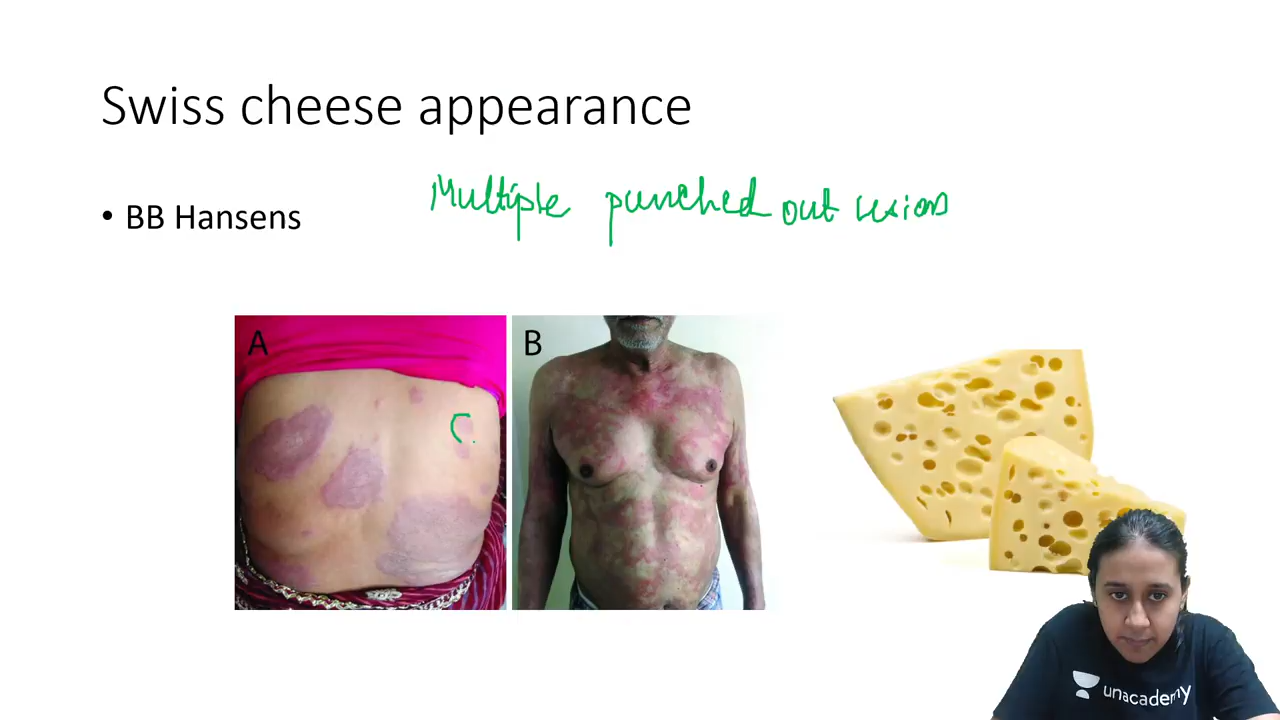 Swiss cheese appearance
• BB Hansens
Multiple punched out lesions
A
B
C
unacademy